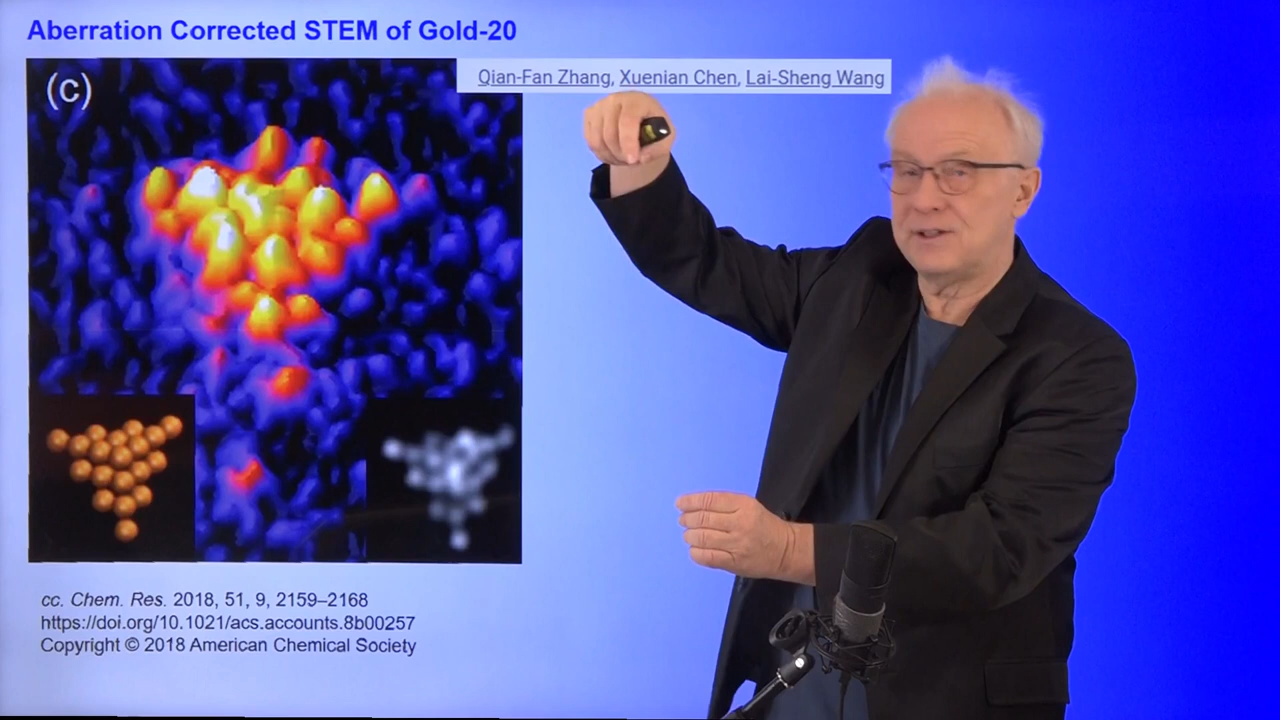 Aberration Corrected STEM of Gold-20
(c)
Qian-Fan Zhang, Xuenian Chen, Lai-Sheng Wang
cc. Chem. Res. 2018, 51, 9, 2159–2168
https://doi.org/10.1021/acs.accounts.8b00257
Copyright © 2018 American Chemical Society